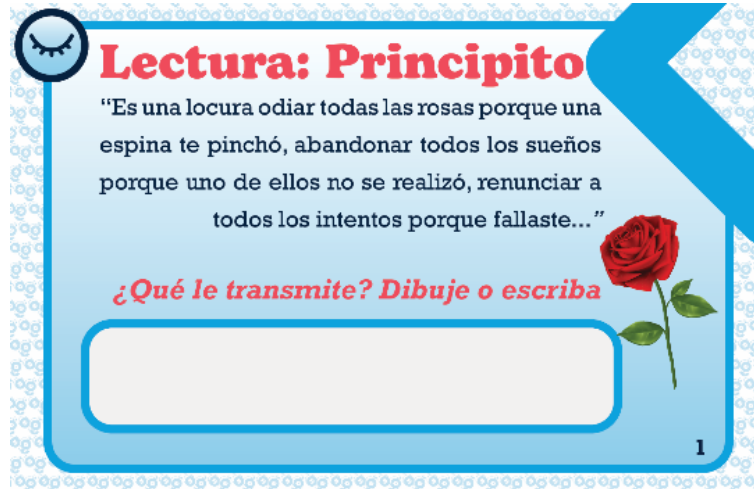 Lectura: Principito
“Es una locura odiar todas las rosas porque una
espina te pinchó, abandonar todos los sueños
porque uno de ellos no se realizó, renunciar a
todos los intentos porque fallaste...”
¿Qué le transmite? Dibuje o escriba
1